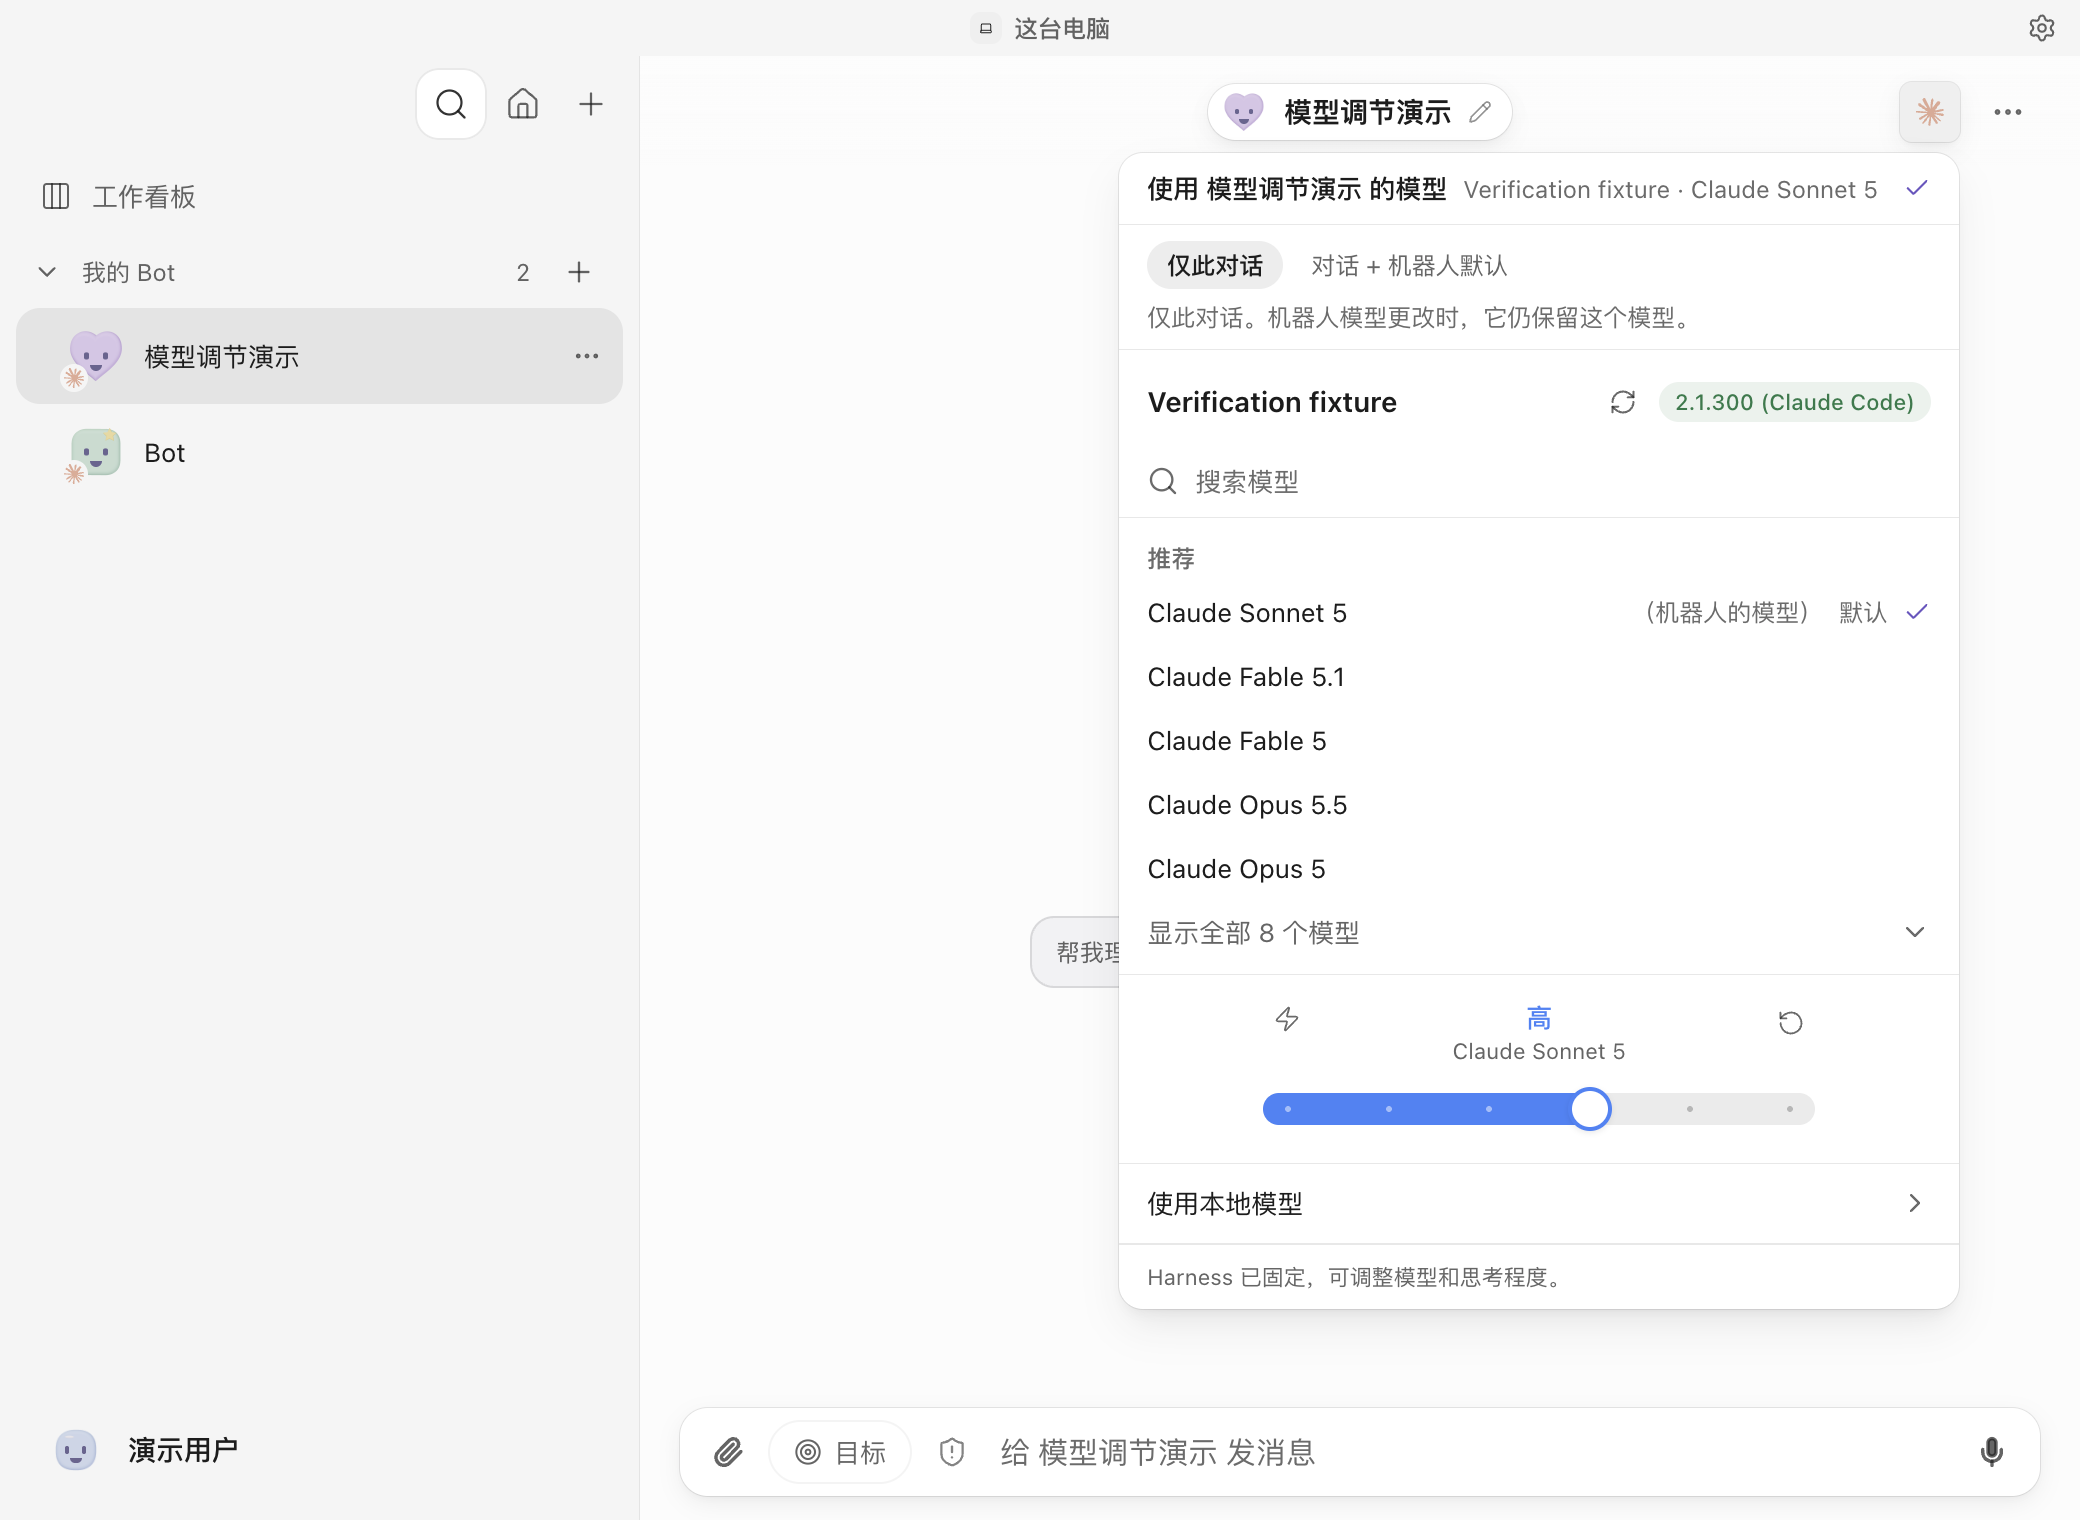 这台电脑
工作看板
我的 Bot 2
模型调节演示
Bot
演示用户
模型调节演示
使用 模型调节演示 的模型 Verification fixture · Claude Sonnet 5
仅此对话 对话 + 机器人默认
仅此对话。机器人模型更改时，它仍保留这个模型。
Verification fixture 2.1.300 (Claude Code)
搜索模型
推荐
Claude Sonnet 5 （机器人的模型） 默认
Claude Fable 5.1
Claude Fable 5
Claude Opus 5.5
Claude Opus 5
显示全部 8 个模型
帮我理
高
Claude Sonnet 5
使用本地模型
Harness 已固定，可调整模型和思考程度。
目标 给 模型调节演示 发消息